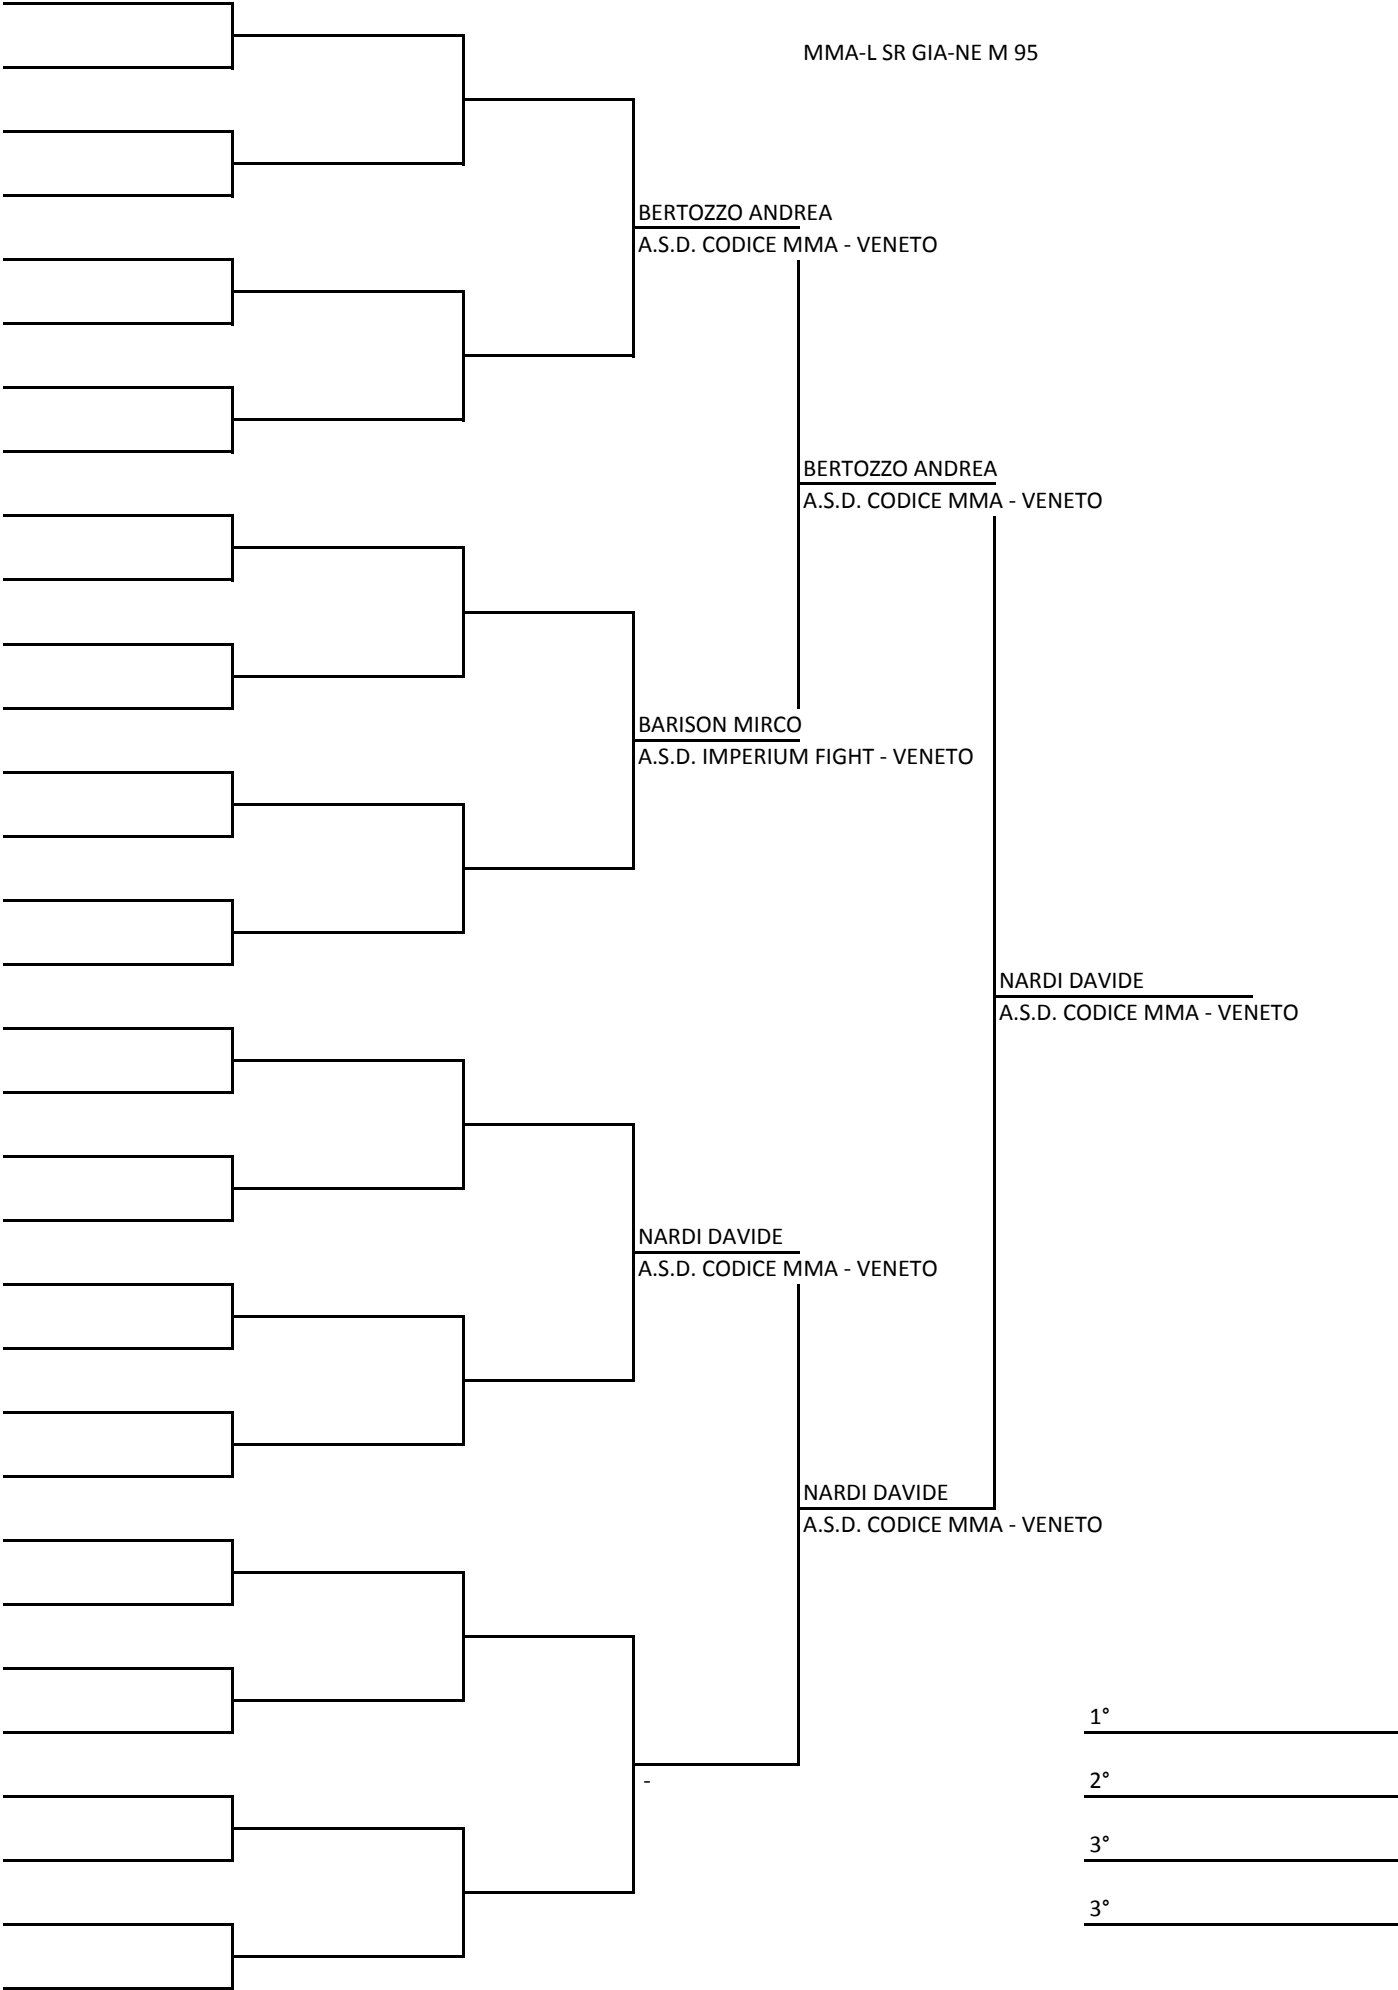 MMA-L SR GIA-NE M 95
BERTOZZO ANDREA
A.S.D. CODICE MMA - VENETO
BERTOZZO ANDREA
A.S.D. CODICE MMA - VENETO
BARISON MIRCO
A.S.D. IMPERIUM FIGHT - VENETO
NARDI DAVIDE
A.S.D. CODICE MMA - VENETO
NARDI DAVIDE
A.S.D. CODICE MMA - VENETO
NARDI DAVIDE
A.S.D. CODICE MMA - VENETO
1°
-
2°
3°
3°